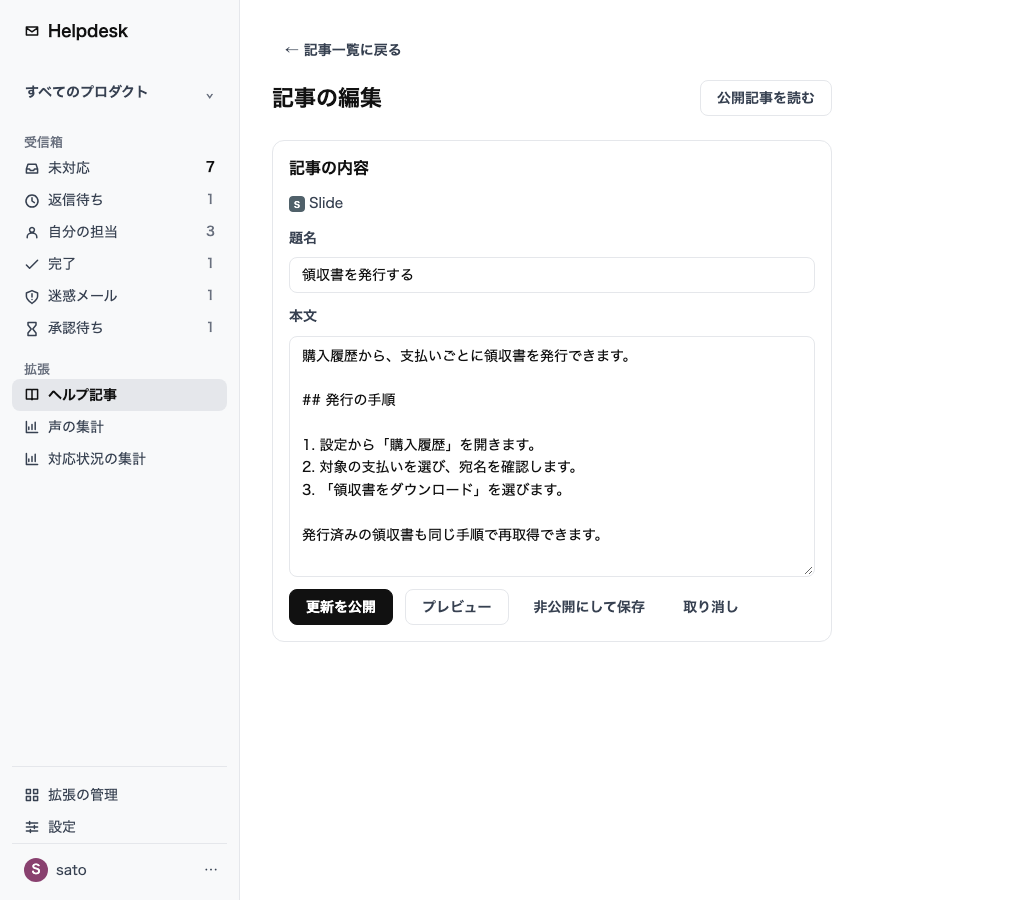 Helpdesk
すべてのプロダクト
受信箱
未対応 7
返信待ち 1
自分の担当 3
完了 1
迷惑メール 1
承認待ち 1
拡張
ヘルプ記事
声の集計
対応状況の集計
拡張の管理
設定
S sato ...
← 記事一覧に戻る
記事の編集
公開記事を読む
記事の内容
S Slide
題名
領収書を発行する
本文
購入履歴から、支払いごとに領収書を発行できます。
## 発行の手順
1. 設定から「購入履歴」を開きます。
2. 対象の支払いを選び、宛名を確認します。
3. 「領収書をダウンロード」を選びます。
発行済みの領収書も同じ手順で再取得できます。
更新を公開 プレビュー 非公開にして保存 取り消し